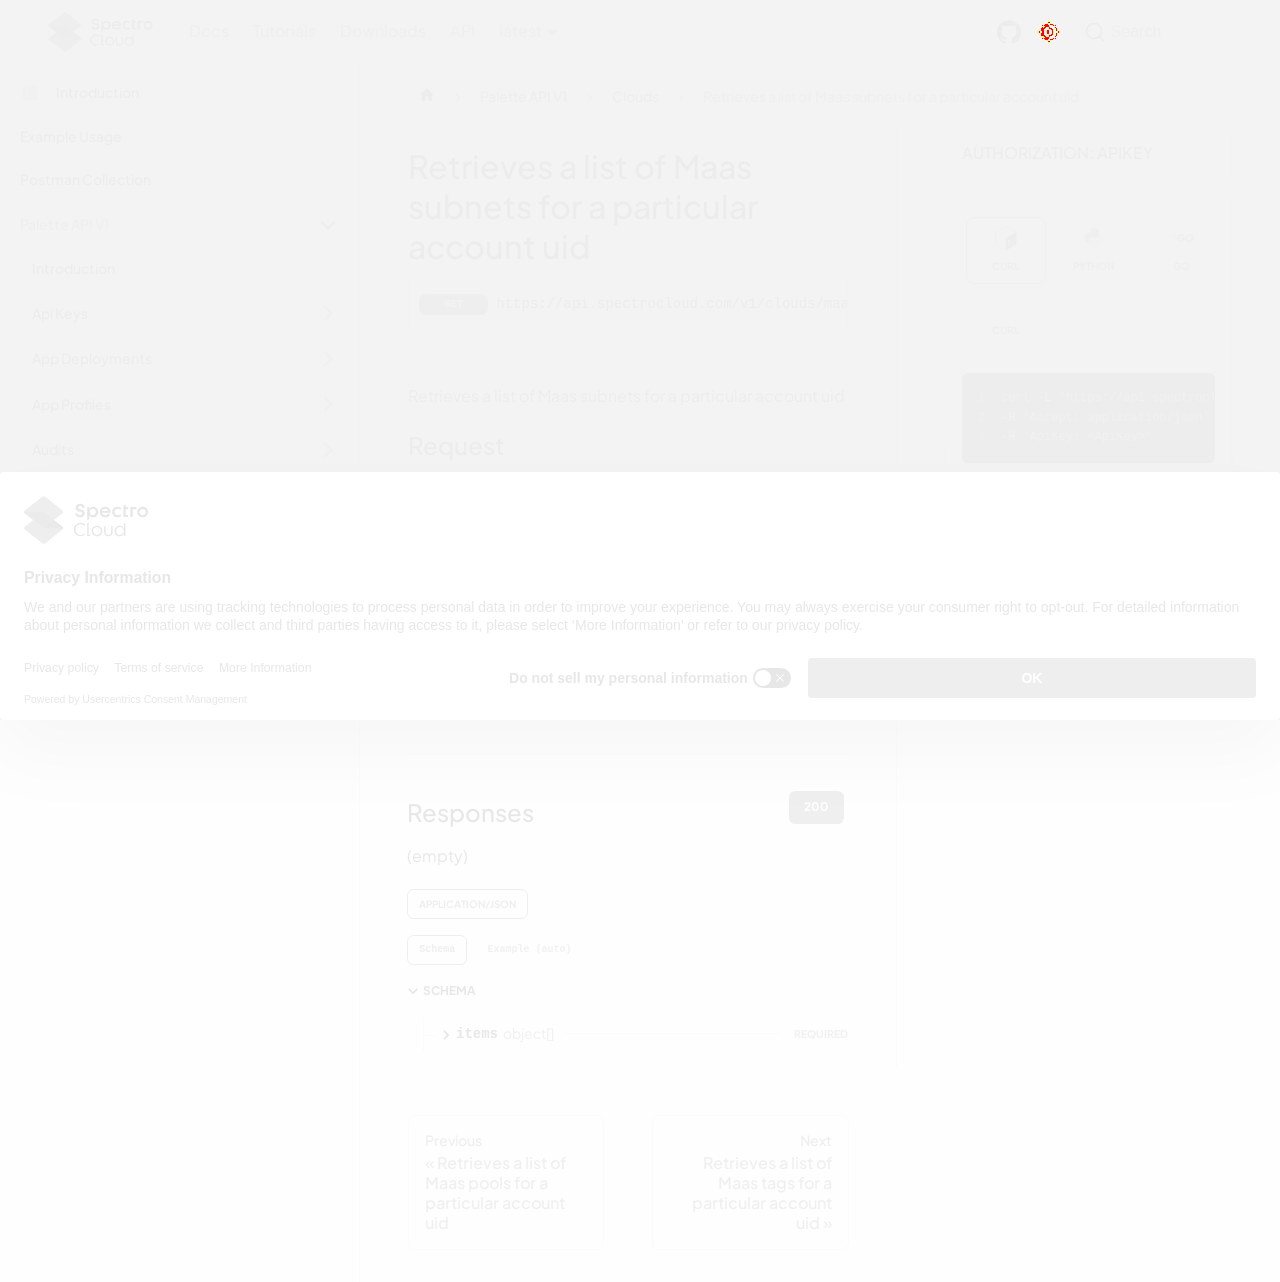 Spectro Cloud
Docs Tutorials Downloads API latest
Search
Introduction
Example Usage
Postman Collection
Palette API V1
Introduction
Api Keys
App Deployments
App Profiles
Audits
Palette API V1
Clouds
Retrieves a list of Maas subnets for a particular account uid
Retrieves a list of Maas
subnets for a particular
account uid
GET https://api.spectrocloud.com/v1/clouds/maa
Retrieves a list of Maas subnets for a particular account uid
Request
AUTHORIZATION: APIKEY
CURL
PYTHON
GO
CURL
Spectro
Cloud
Privacy Information
We and our partners are using tracking technologies to process personal data in order to improve your experience. You may always exercise your consumer right to opt-out. For detailed information
about personal information we collect and third parties having access to it, please select 'More Information' or refer to our privacy policy.
Privacy policy Terms of service More Information
Powered by Usercentrics Consent Management
Do not sell my personal information
OK
Responses
200
(empty)
APPLICATION/JSON
Schema Example (auto)
SCHEMA
items object[] REQUIRED
Previous
« Retrieves a list of
Maas pools for a
particular account
uid
Next
Retrieves a list of
Maas tags for a
particular account
uid »